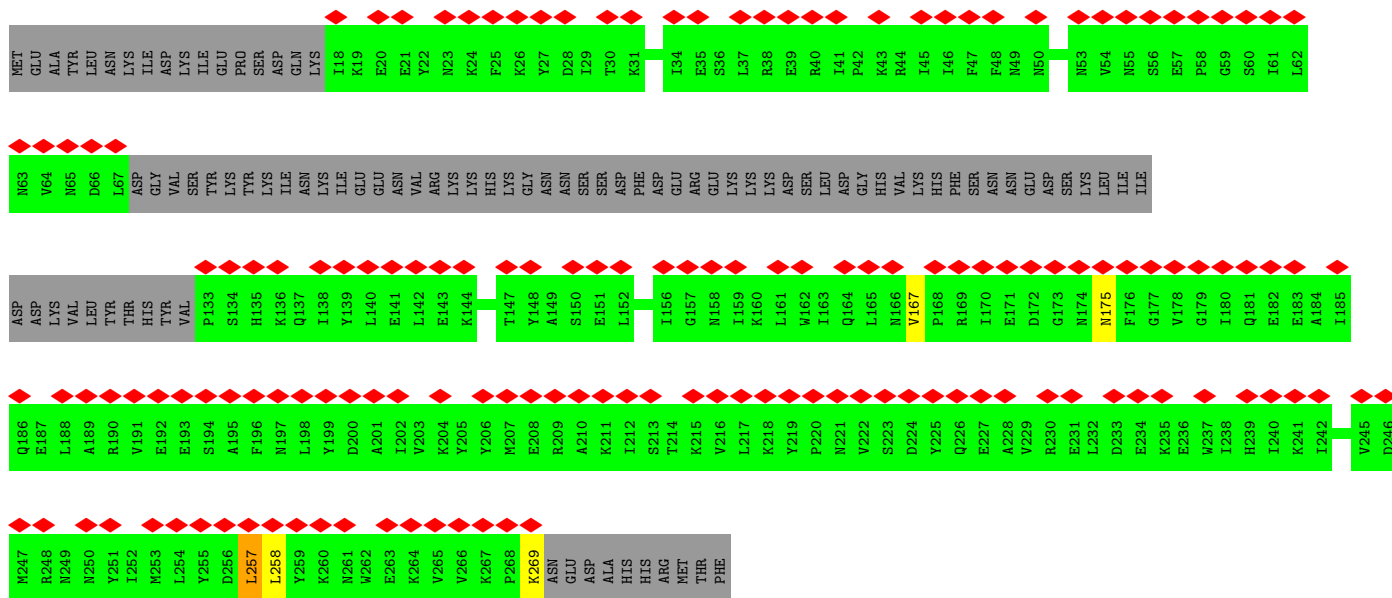 MET GLU ALA TYR LEU ASN LYS ILE ASP LYS ILE GLU PRO SER ASP GLN LYS I18 K19 E20 E21 Y22 N23 K24 F25 K26 Y27 D28 I29 T30 K31 I34 E35 S36 L37 R38 E39 R40 I41 P42 K43 R44 I45 I46 F47 F48 N49 N50 N53 V54 N55 S56 E57 P58 G59 S60 I61 L62
N63 V64 N65 D66 L67 ASP GLY VAL SER TYR LYS TYR LYS ILE ASN LYS ILE GLU GLU ASN VAL ARG LYS LYS HIS LYS GLY ASN ASN SER SER ASP PHE ASP GLU ARG GLU LYS LYS LYS ASP SER LEU ASP GLY HIS VAL LYS HIS PHE SER ASN ASN GLU ASP SER LYS LEU ILE ILE
ASP ASP LYS VAL LEU TYR THR HIS TYR VAL P133 S134 H135 K136 Q137 I138 Y139 L140 E141 L142 E143 K144 T147 Y148 A149 S150 E151 L152 I156 G157 N158 I159 K160 L161 W162 I163 Q164 L165 N166 V167 P168 R169 I170 E171 D172 G173 N174 N175 F176 G177 V178 G179 I180 Q181 E182 E183 A184 I185
Q186 E187 L188 A189 R190 V191 E192 E193 S194 A195 F196 N197 L198 Y199 D200 A201 I202 V203 K204 Y205 Y206 M207 E208 R209 A210 K211 I212 S213 T214 K215 V216 L217 K218 Y219 P220 N221 V222 S223 D224 Y225 Q226 E227 A228 V229 R230 E231 L232 D233 E234 K235 E236 W237 I238 H239 I240 K241 I242 V245 D246
M247 R248 N249 N250 Y251 I252 M253 L254 Y255 D256 L257 L258 Y259 K260 N261 W262 E263 K264 V265 V266 K267 P268 K269 ASN GLU ASP ALA HIS HIS ARG MET THR PHE